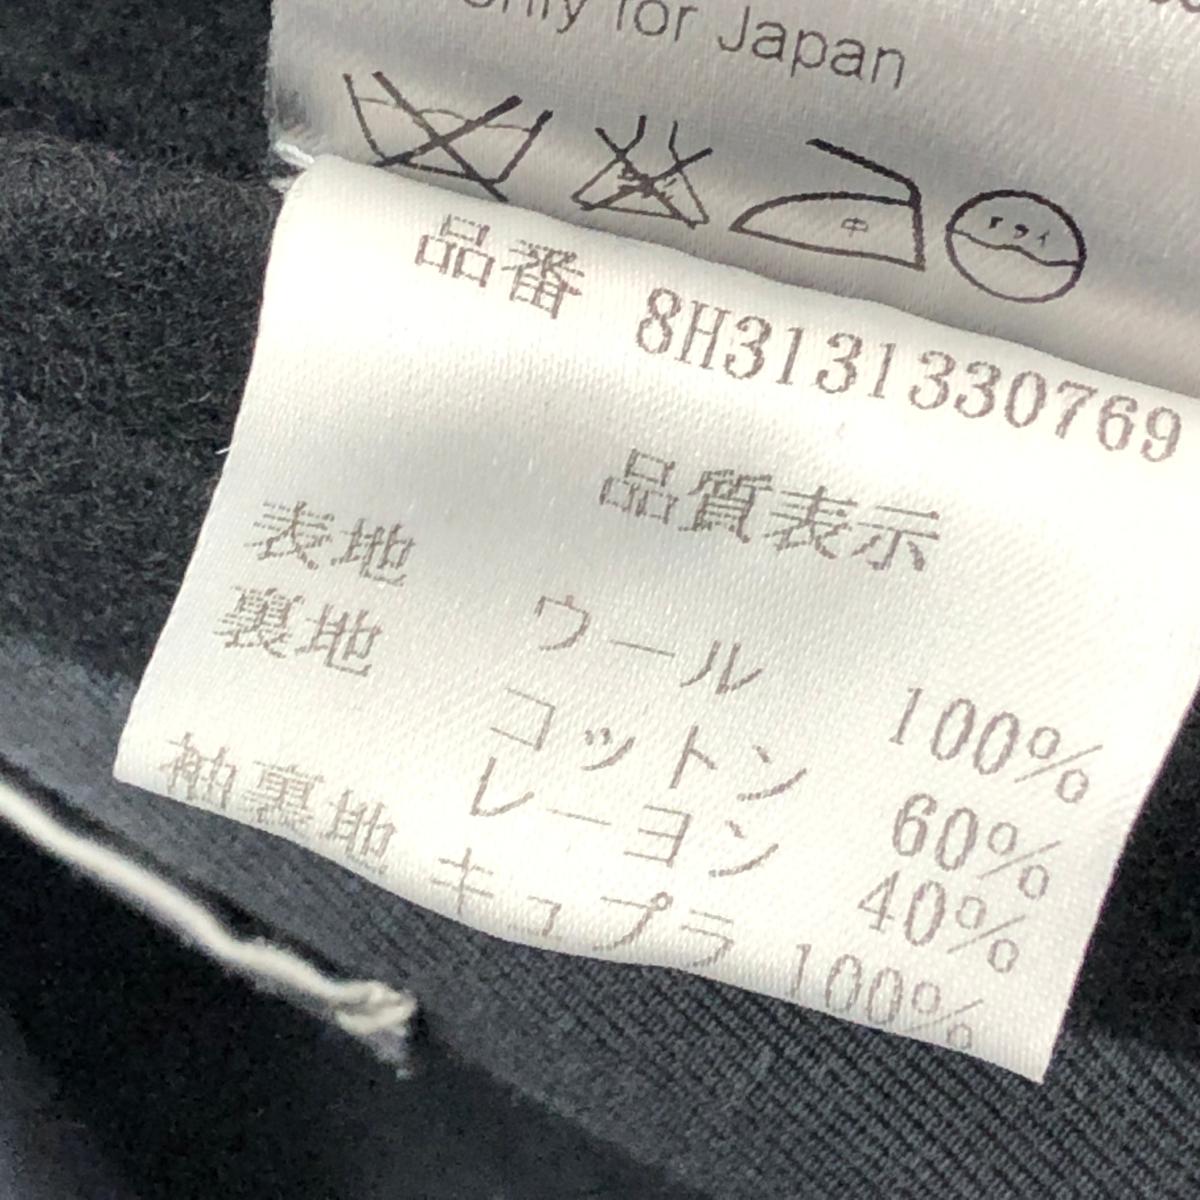 Only for Japan
中 ドライ
品番 8H3131330769
品質表示
表地 ウール 100%
裏地 コットン 60%
レーヨン 40%
袖裏地 キュプラ 100%